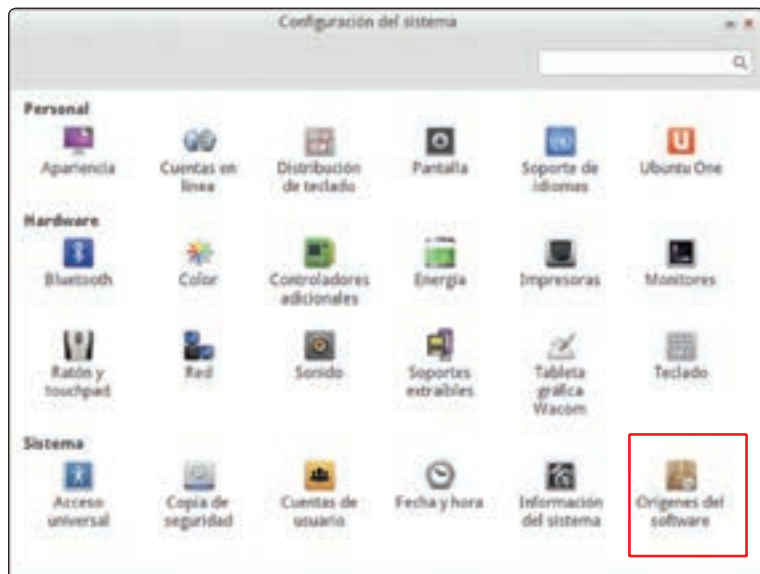 Configuración del sistema
Personal
Apariencia
Cuentas en
línea
Distribución
de teclado
Pantalla
Soporte de
idiomas
Ubuntu One
Hardware
Bluetooth
Color
Controladores
adicionales
Energía
Impresoras
Monitores
Ratón y
touchpad
Red
Sonido
Soportes
extraíbles
Tableta
gráfica
Wacom
Teclado
Sistema
Acceso
universal
Copia de
seguridad
Cuentas de
usuario
Fecha y hora
Información
del sistema
Orígenes del
software